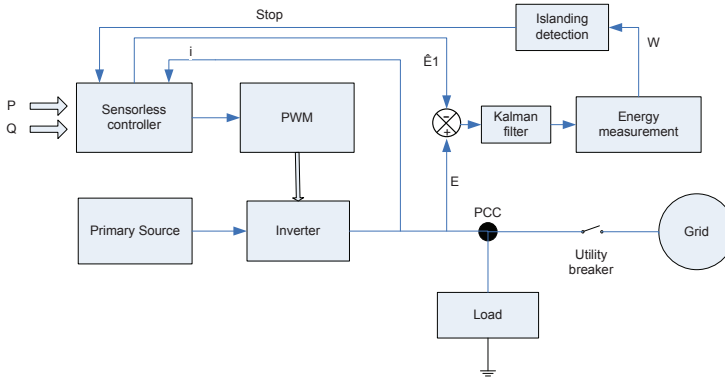 Stop
Islanding
detection
i
Ê1
W
P
Q
Sensorless
controller
PWM
-
+
Kalman
filter
Energy
measurement
E
PCC
Primary Source
Inverter
Grid
Utility
breaker
Load